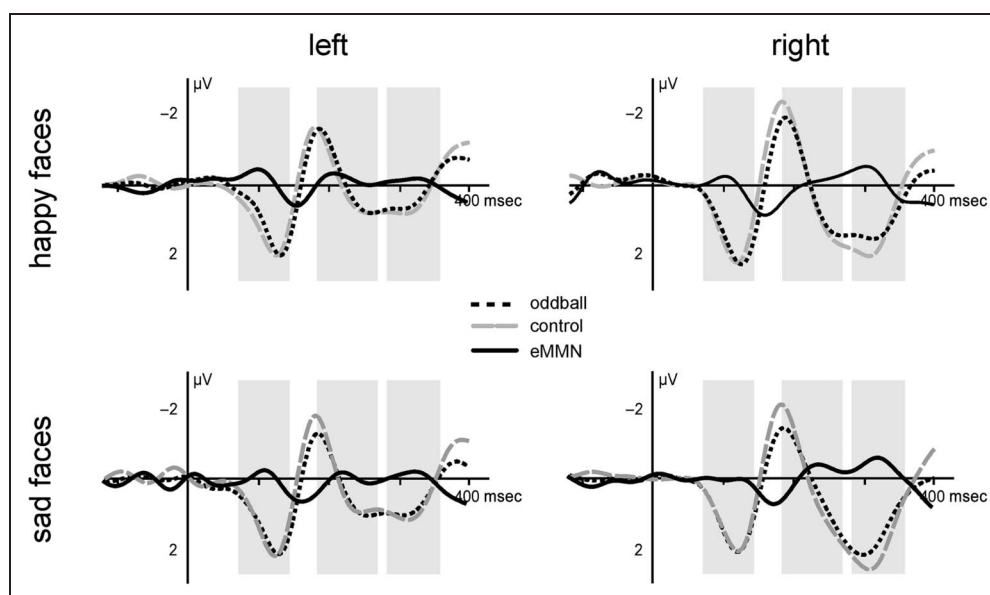 left
right
happy faces
μV
–2
2
400 msec
μV
–2
2
400 msec
oddball
control
eMMN
sad faces
μV
–2
2
400 msec
μV
–2
2
400 msec